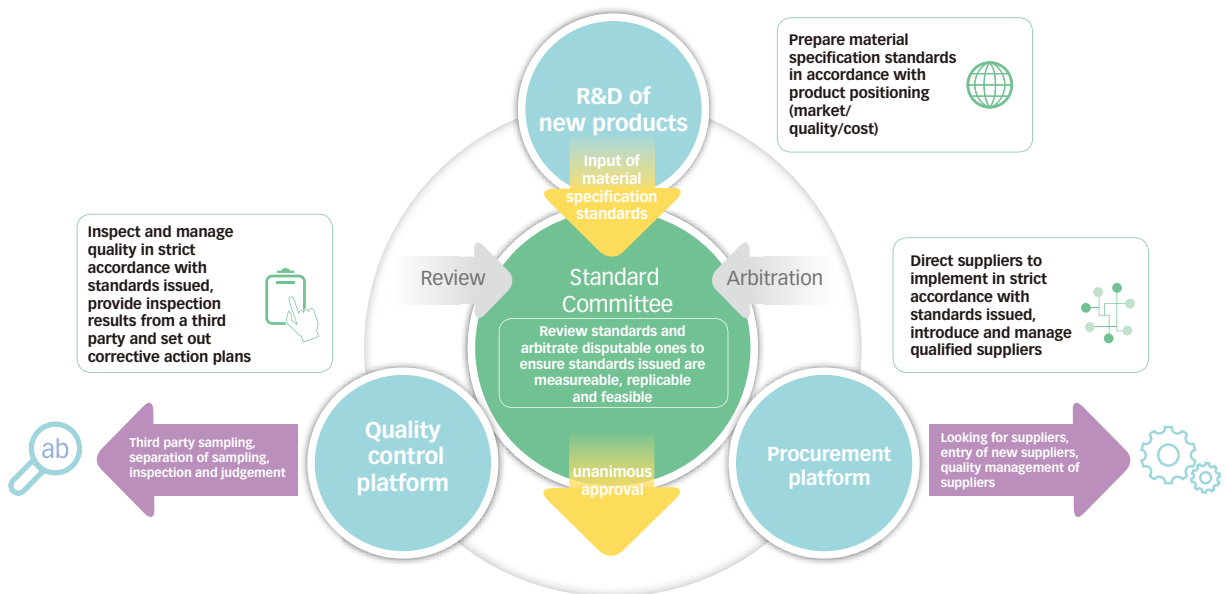 R&D of
new products
Input of
material
specification
standards
Prepare material
specification standards
in accordance with
product positioning
(market/
quality/cost)
Inspect and manage
quality in strict
accordance with
standards issued,
provide inspection
results from a third
party and set out
corrective action plans
Review
Standard
Committee
Arbitration
Review standards and
arbitrate disputable ones to
ensure standards issued are
measureable, replicable
and feasible
Direct suppliers to
implement in strict
accordance with
standards issued,
introduce and manage
qualified suppliers
ab
Third party sampling,
separation of sampling,
inspection and judgement
Quality
control
platform
unanimous
approval
Procurement
platform
Looking for suppliers,
entry of new suppliers,
quality management of
suppliers